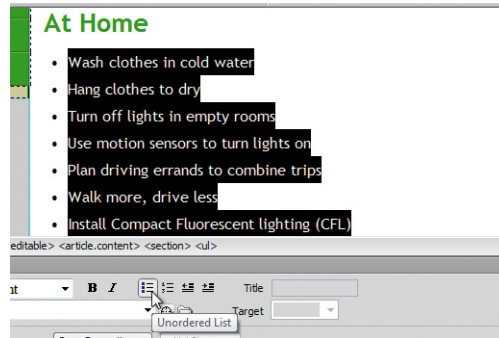 At Home
• Wash clothes in cold water
• Hang clothes to dry
• Turn off lights in empty rooms
• Use motion sensors to turn lights on
• Plan driving errands to combine trips
• Walk more, drive less
• Install Compact Fluorescent lighting (CFL)
editable> <article.content> <section> <ul>
B I Title
Target
Unordered List